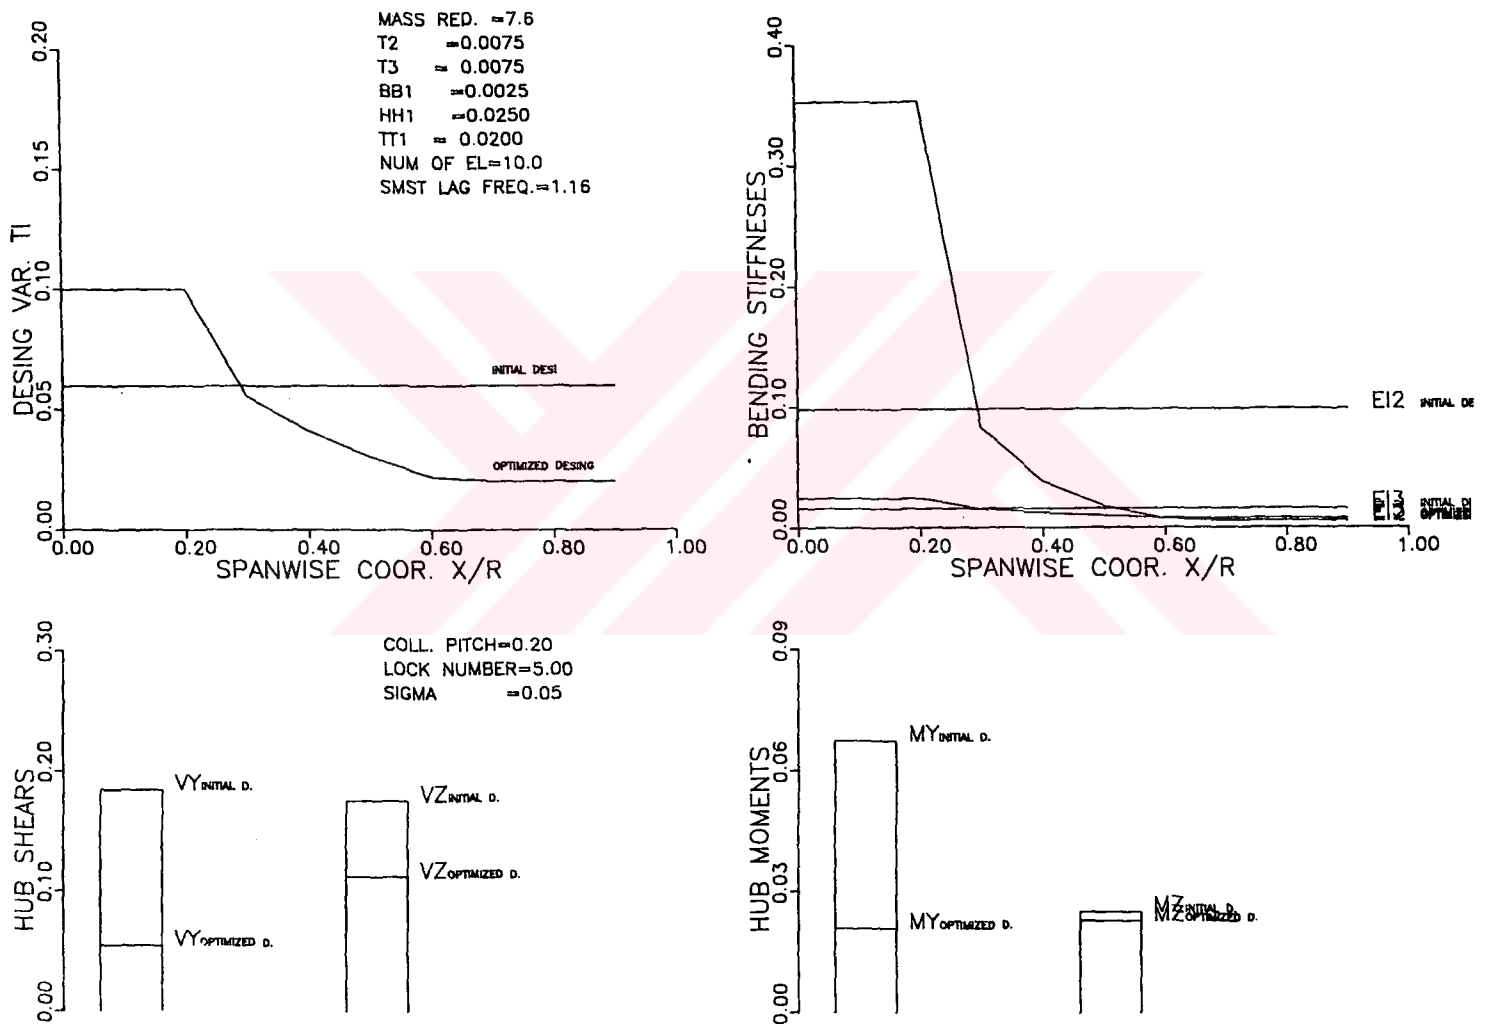 MASS RED. =7.6
T2 =0.0075
T3 = 0.0075
BB1 =0.0025
HH1 =0.0250
TT1 = 0.0200
NUM OF EL=10.0
SMST LAG FREQ.=1.16
DESING VAR. TI
0.20
0.15
0.10
0.05
0.00
INITIAL DESI
OPTIMIZED DESING
0.00 0.20 0.40 0.60 0.80 1.00
SPANWISE COOR. X/R
BENDING STIFFNESES
0.40
0.30
0.20
0.10
0.00
EI2 INITIAL DE
EI3 INITIAL DI
OPTIMIZE
0.00 0.20 0.40 0.60 0.80 1.00
SPANWISE COOR. X/R
COLL. PITCH=0.20
LOCK NUMBER=5.00
SIGMA =0.05
HUB SHEARS
0.30
0.20
0.10
0.00
VY INITIAL D.
VY OPTIMIZED D.
VZ INITIAL D.
VZ OPTIMIZED D.
HUB MOMENTS
0.09
0.06
0.03
0.00
MY INITIAL D.
MY OPTIMIZED D.
MZ INITIAL D.
MZ OPTIMIZED D.